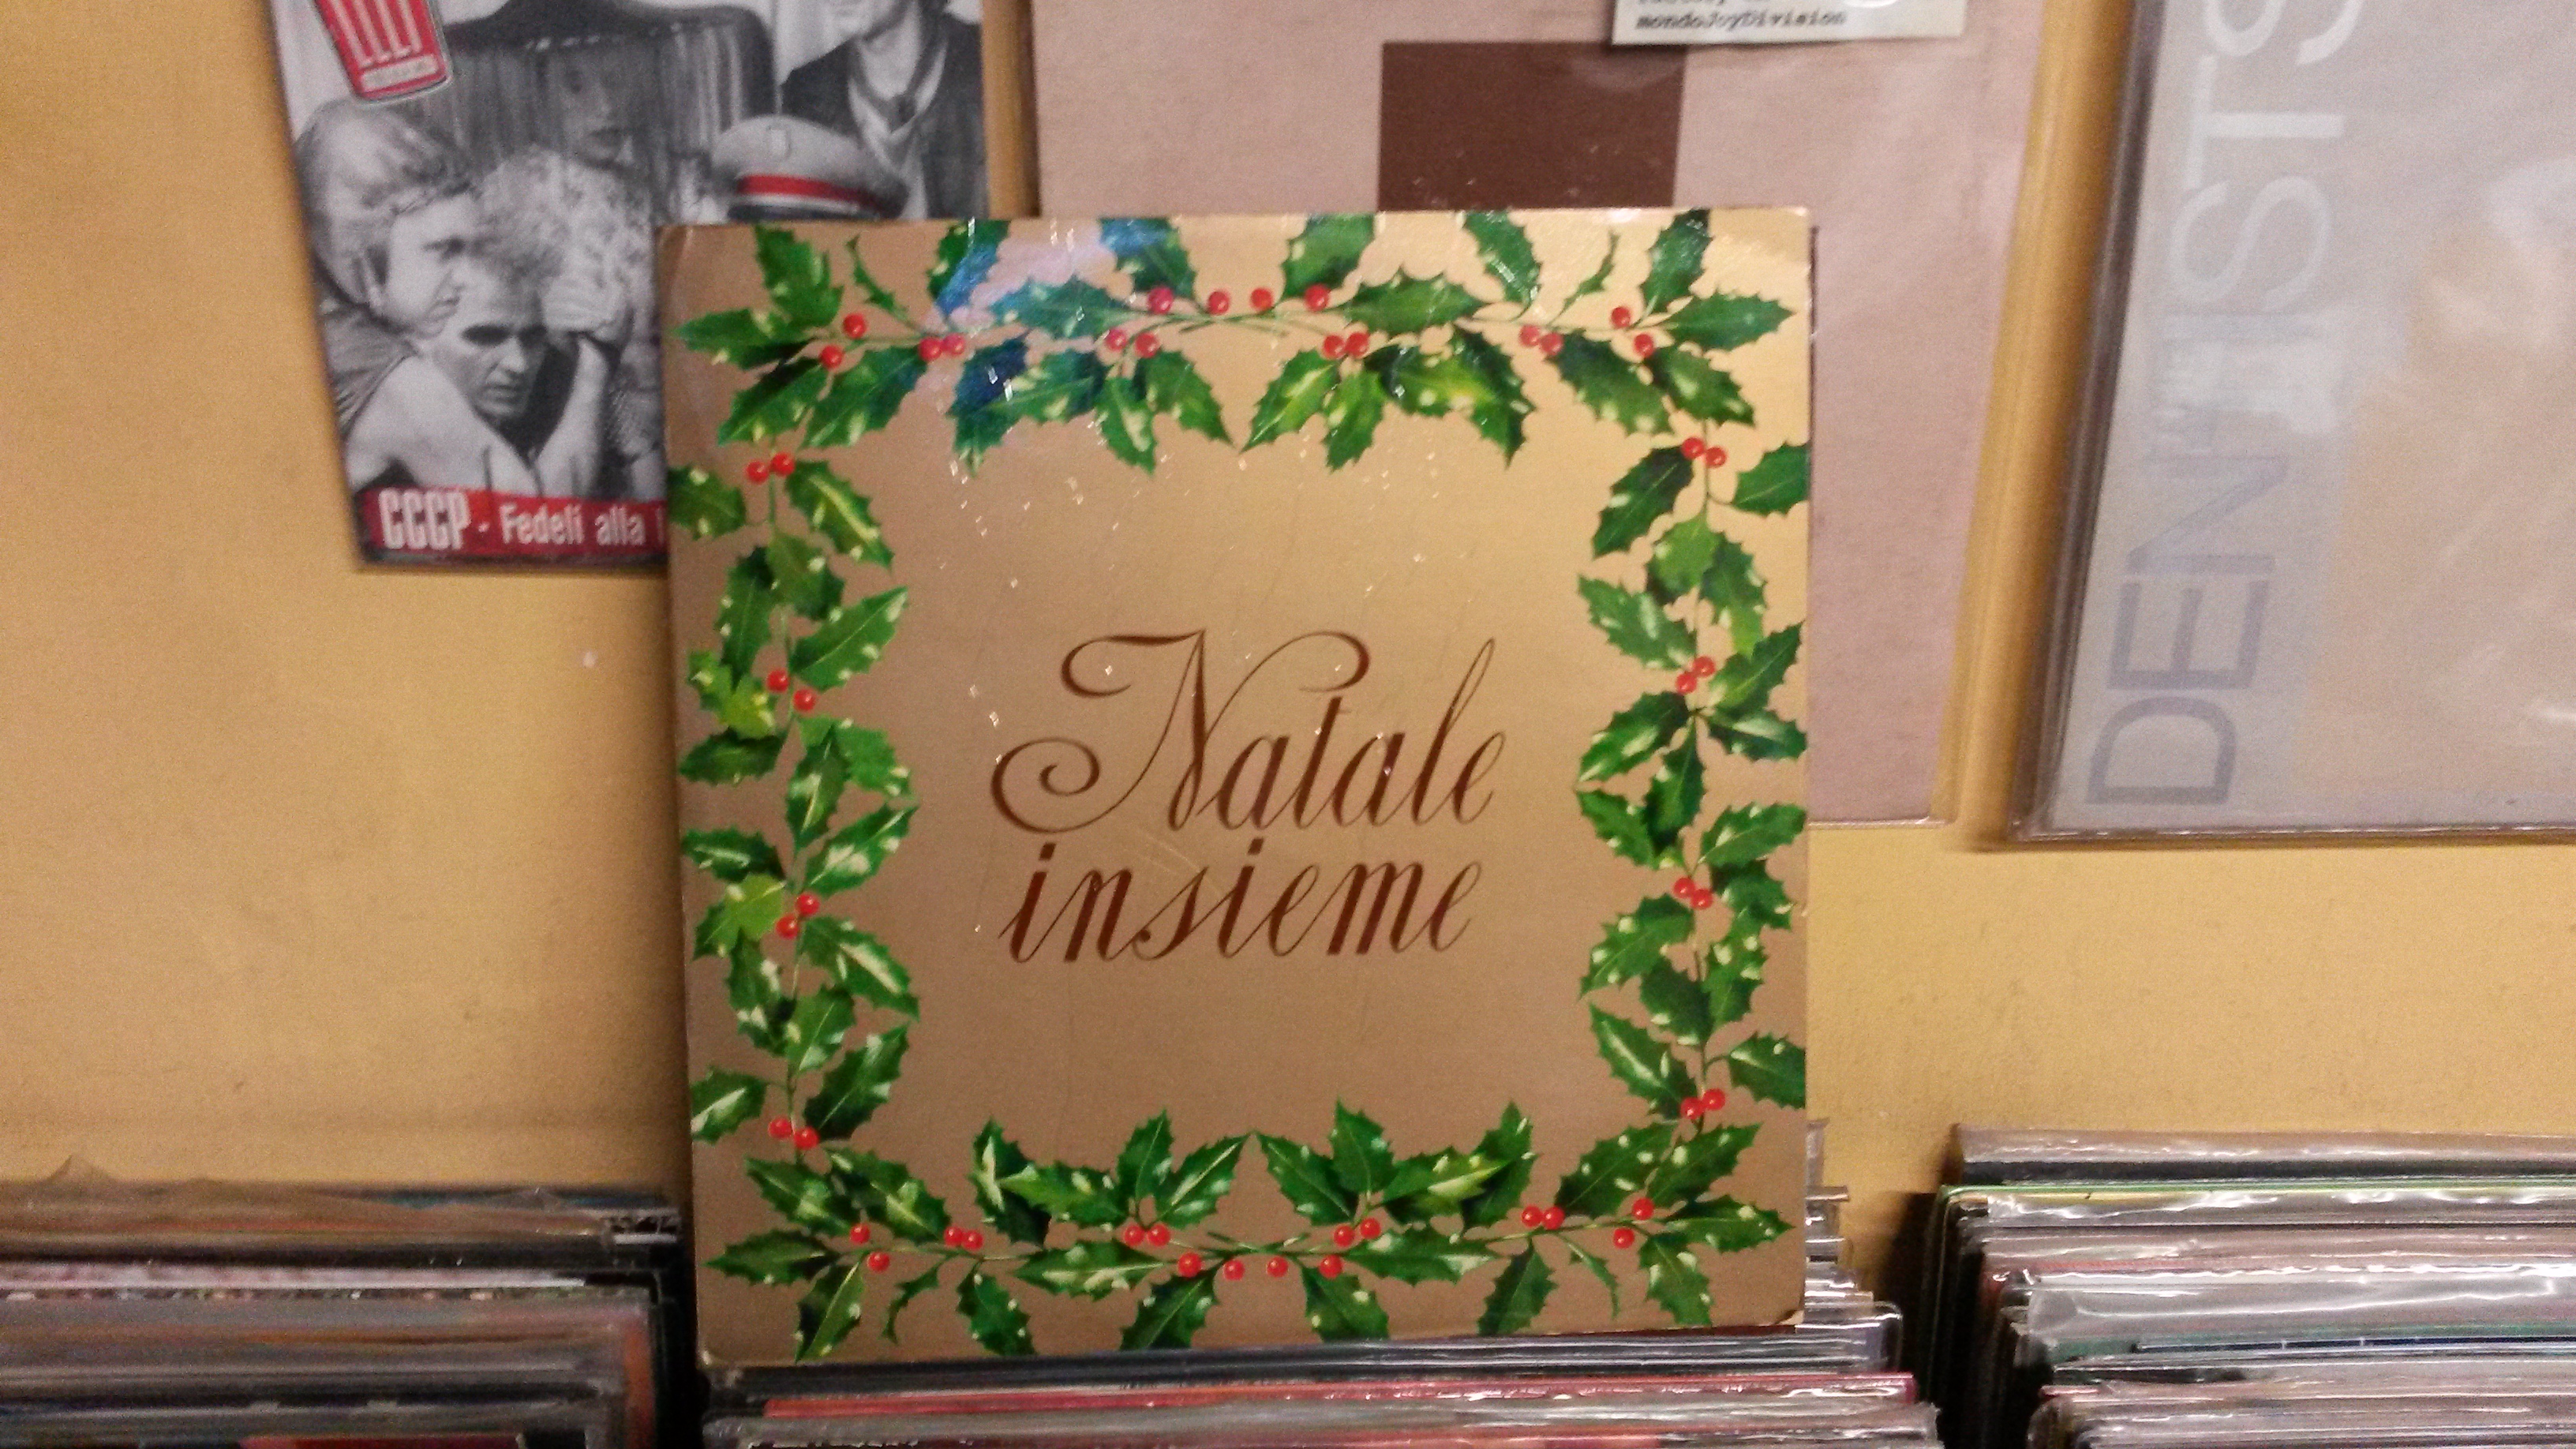 mondoJoyDivision
CCCP - Fedeli alla
DENTISTS
Natale
insieme